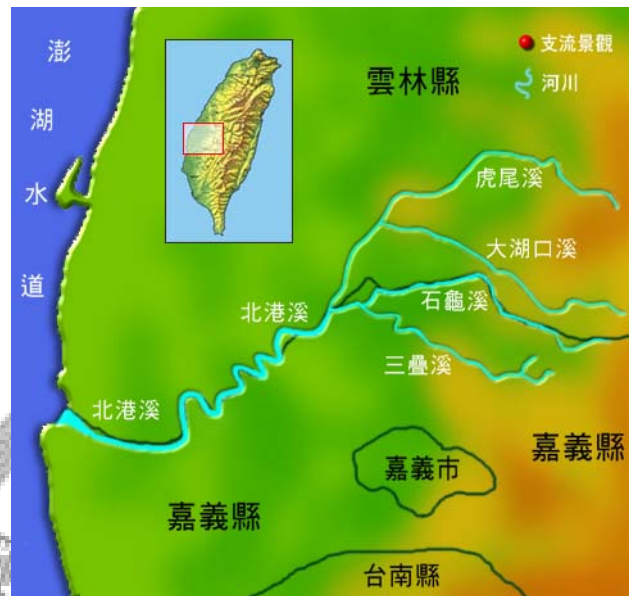 澎湖水道
支流景觀
河川
雲林縣
虎尾溪
大湖口溪
石龜溪
北港溪
三疊溪
北港溪
嘉義市
嘉義縣
嘉義縣
台南縣